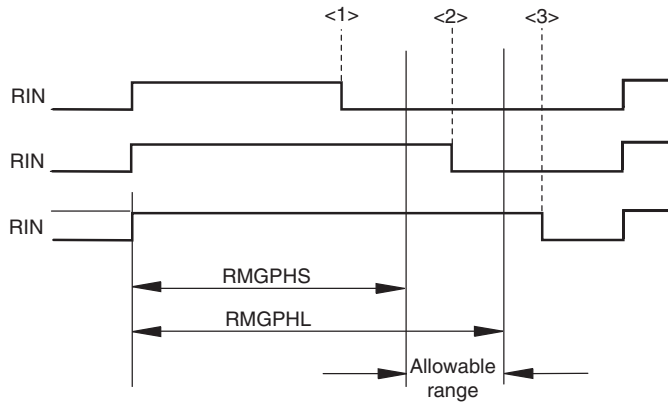 <1> <2> <3>
RIN
RIN
RIN
RMGPHS
RMGPHL
Allowable
range